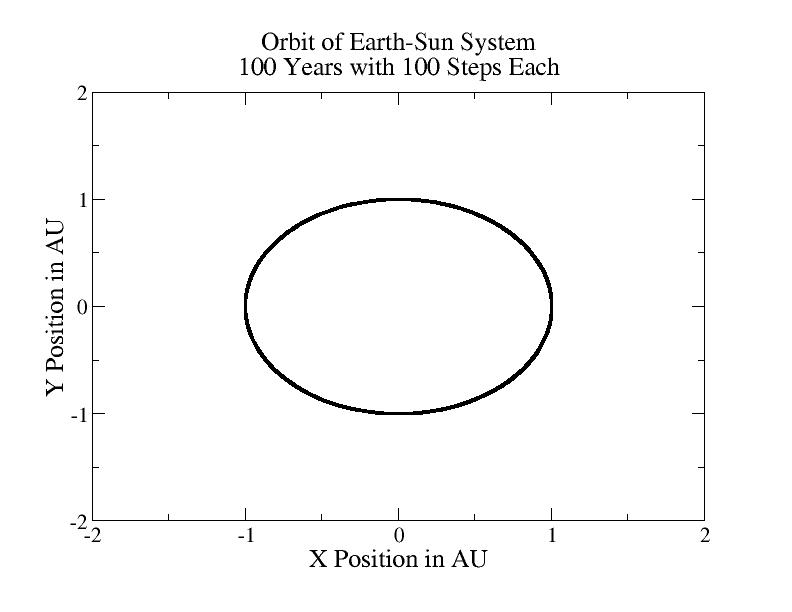 Orbit of Earth-Sun System
100 Years with 100 Steps Each
2
1
0
-1
-2
Y Position in AU
-2
-1
0
1
2
X Position in AU